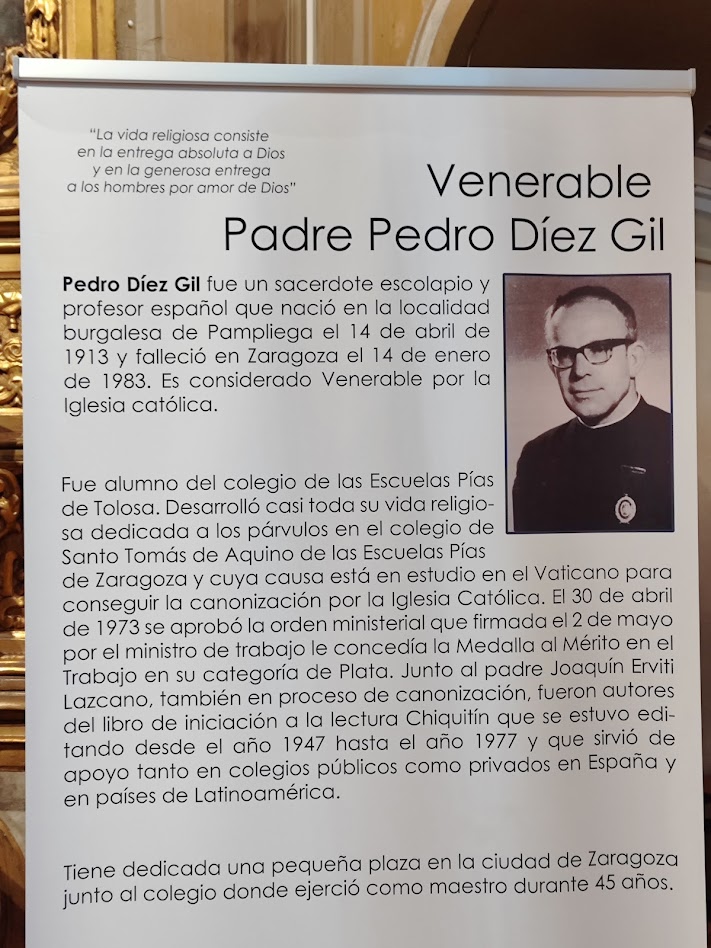 “La vida religiosa consiste
en la entrega absoluta a Dios
y en la generosa entrega
a los hombres por amor de Dios”
Venerable
Padre Pedro Díez Gil
Pedro Díez Gil fue un sacerdote escolapio y
profesor español que nació en la localidad
burgalesa de Pampliega el 14 de abril de
1913 y falleció en Zaragoza el 14 de enero
de 1983. Es considerado Venerable por la
Iglesia católica.
Fue alumno del colegio de las Escuelas Pías
de Tolosa. Desarrolló casi toda su vida religio-
sa dedicada a los párvulos en el colegio de
Santo Tomás de Aquino de las Escuelas Pías
de Zaragoza y cuya causa está en estudio en el Vaticano para
conseguir la canonización por la Iglesia Católica. El 30 de abril
de 1973 se aprobó la orden ministerial que firmada el 2 de mayo
por el ministro de trabajo le concedía la Medalla al Mérito en el
Trabajo en su categoría de Plata. Junto al padre Joaquín Erviti
Lazcano, también en proceso de canonización, fueron autores
del libro de iniciación a la lectura Chiquitín que se estuvo edi-
tando desde el año 1947 hasta el año 1977 y que sirvió de
apoyo tanto en colegios públicos como privados en España y
en países de Latinoamérica.
Tiene dedicada una pequeña plaza en la ciudad de Zaragoza
junto al colegio donde ejerció como maestro durante 45 años.